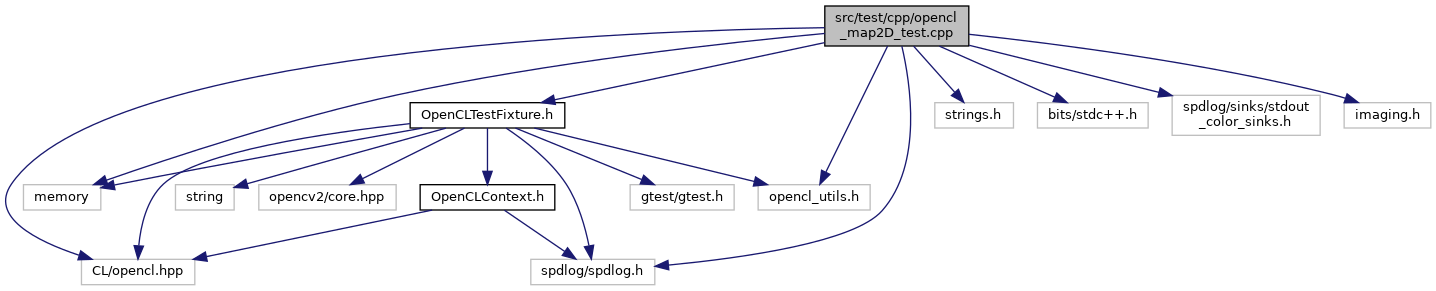 src/test/cpp/opencl
_map2D_test.cpp
OpenCLTestFixture.h
strings.h
bits/stdc++.h
spdlog/sinks/stdout
_color_sinks.h
imaging.h
memory
string
opencv2/core.hpp
OpenCLContext.h
gtest/gtest.h
opencl_utils.h
CL/opencl.hpp
spdlog/spdlog.h